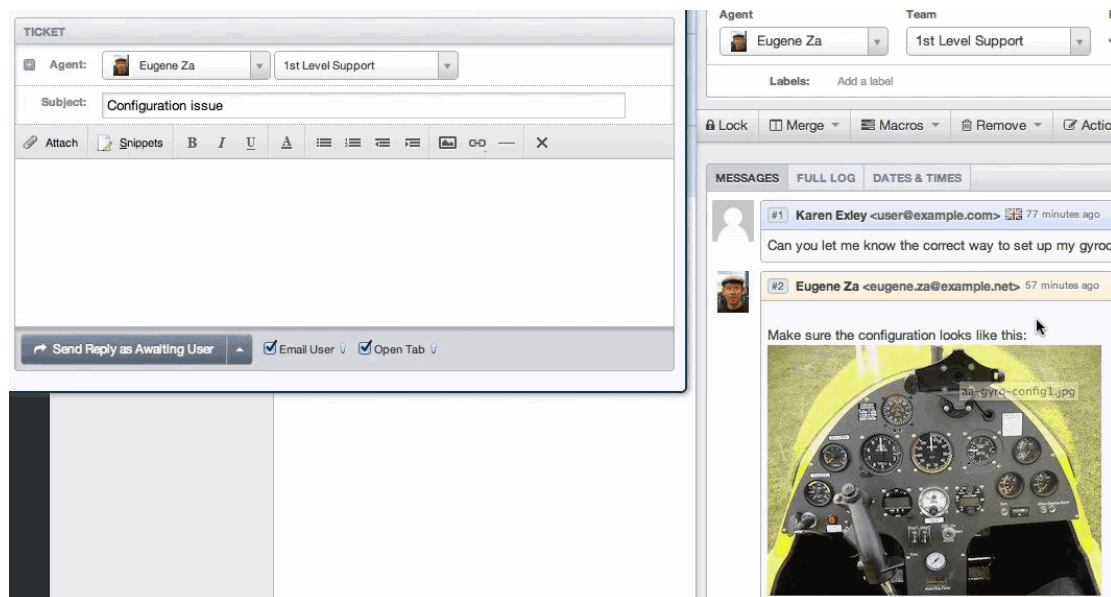 TICKET
Agent: Eugene Za 1st Level Support
Subject: Configuration issue
Attach Snippets B I U A
Send Reply as Awaiting User Email User Open Tab
Agent Team
Eugene Za 1st Level Support
Labels: Add a label
Lock Merge Macros Remove Actio
MESSAGES FULL LOG DATES & TIMES
#1 Karen Exley <user@example.com> 77 minutes ago
Can you let me know the correct way to set up my gyroc
#2 Eugene Za <eugene.za@example.net> 57 minutes ago
Make sure the configuration looks like this:
aa-gyro-config1.jpg